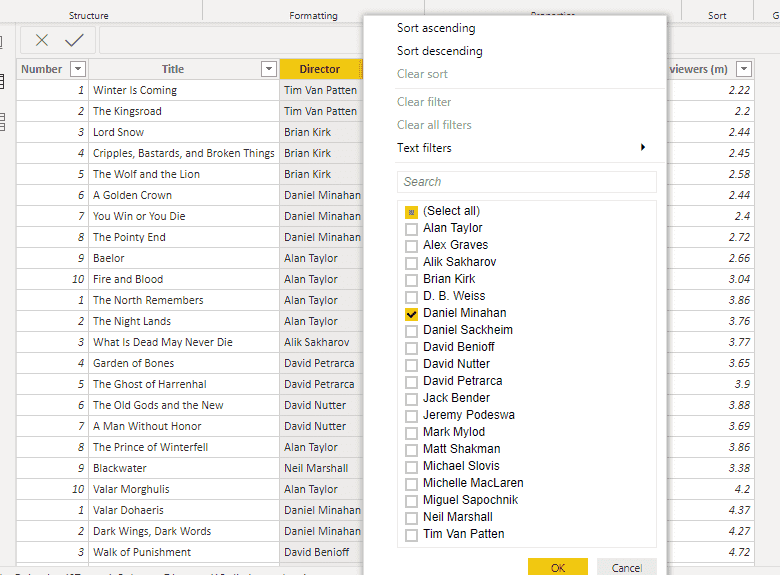 Structure Formatting Properties Sort
Number Title Director viewers (m)
1 Winter Is Coming Tim Van Patten 2.22
2 The Kingsroad Tim Van Patten 2.2
3 Lord Snow Brian Kirk 2.44
4 Cripples, Bastards, and Broken Things Brian Kirk 2.45
5 The Wolf and the Lion Brian Kirk 2.58
6 A Golden Crown Daniel Minahan 2.44
7 You Win or You Die Daniel Minahan 2.4
8 The Pointy End Daniel Minahan 2.72
9 Baelor Alan Taylor 2.66
10 Fire and Blood Alan Taylor 3.04
1 The North Remembers Alan Taylor 3.86
2 The Night Lands Alan Taylor 3.76
3 What Is Dead May Never Die Alik Sakharov 3.77
4 Garden of Bones David Petrarca 3.65
5 The Ghost of Harrenhal David Petrarca 3.9
6 The Old Gods and the New David Nutter 3.88
7 A Man Without Honor David Nutter 3.69
8 The Prince of Winterfell Alan Taylor 3.86
9 Blackwater Neil Marshall 3.38
10 Valar Morghulis Alan Taylor 4.2
1 Valar Dohaeris Daniel Minahan 4.37
2 Dark Wings, Dark Words Daniel Minahan 4.27
3 Walk of Punishment David Benioff 4.72
Sort ascending
Sort descending
Clear sort
Clear filter
Clear all filters
Text filters
Search
(Select all)
Alan Taylor
Alex Graves
Alik Sakharov
Brian Kirk
D. B. Weiss
Daniel Minahan
Daniel Sackheim
David Benioff
David Nutter
David Petrarca
Jack Bender
Jeremy Podeswa
Mark Mylod
Matt Shakman
Michael Slovis
Michelle MacLaren
Miguel Sapochnik
Neil Marshall
Tim Van Patten
OK Cancel